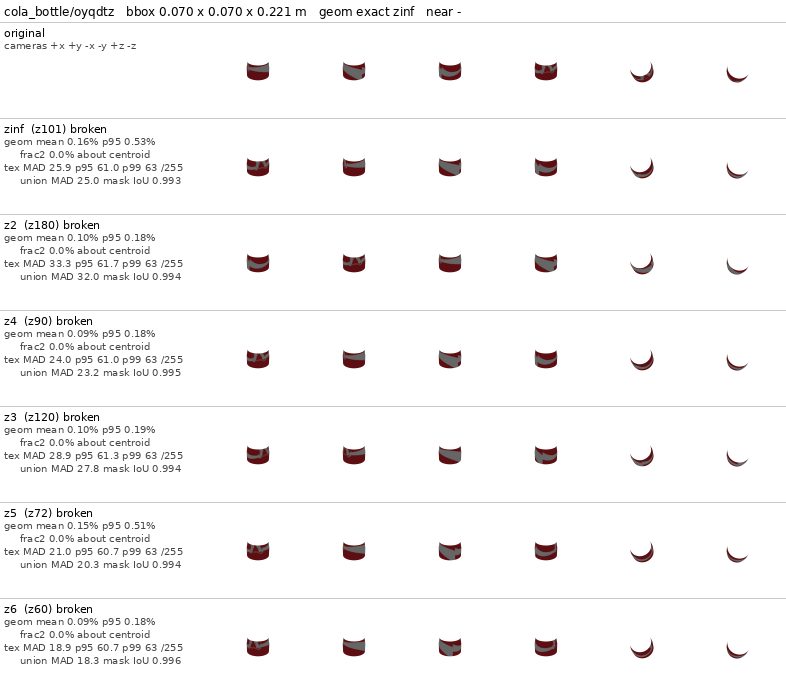 cola_bottle/oyqdtz bbox 0.070 x 0.070 x 0.221 m geom exact zinf near -
original
cameras +x +y -x -y +z -z
zinf (z101) broken
geom mean 0.16% p95 0.53%
frac2 0.0% about centroid
tex MAD 25.9 p95 61.0 p99 63 /255
union MAD 25.0 mask IoU 0.993
z2 (z180) broken
geom mean 0.10% p95 0.18%
frac2 0.0% about centroid
tex MAD 33.3 p95 61.7 p99 63 /255
union MAD 32.0 mask IoU 0.994
z4 (z90) broken
geom mean 0.09% p95 0.18%
frac2 0.0% about centroid
tex MAD 24.0 p95 61.0 p99 63 /255
union MAD 23.2 mask IoU 0.995
z3 (z120) broken
geom mean 0.10% p95 0.19%
frac2 0.0% about centroid
tex MAD 28.9 p95 61.3 p99 63 /255
union MAD 27.8 mask IoU 0.994
z5 (z72) broken
geom mean 0.15% p95 0.51%
frac2 0.0% about centroid
tex MAD 21.0 p95 60.7 p99 63 /255
union MAD 20.3 mask IoU 0.994
z6 (z60) broken
geom mean 0.09% p95 0.18%
frac2 0.0% about centroid
tex MAD 18.9 p95 60.7 p99 63 /255
union MAD 18.3 mask IoU 0.996